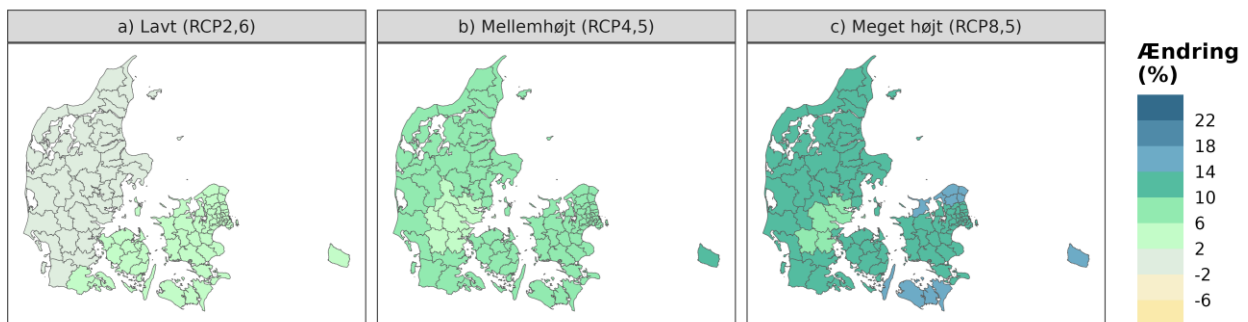 a) Lavt (RCP2,6)
b) Mellemhøjt (RCP4,5)
c) Meget højt (RCP8,5)
Ændring
(%)
22
18
14
10
6
2
-2
-6